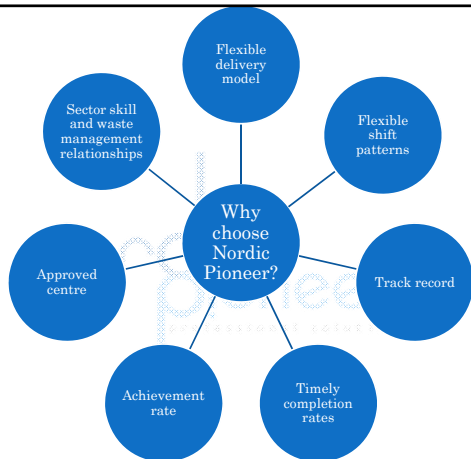 Flexible
delivery
model
Flexible
shift
patterns
Track record
Timely
completion
rates
Achievement
rate
Approved
centre
Sector skill
and waste
management
relationships
Why
choose
Nordic
Pioneer?